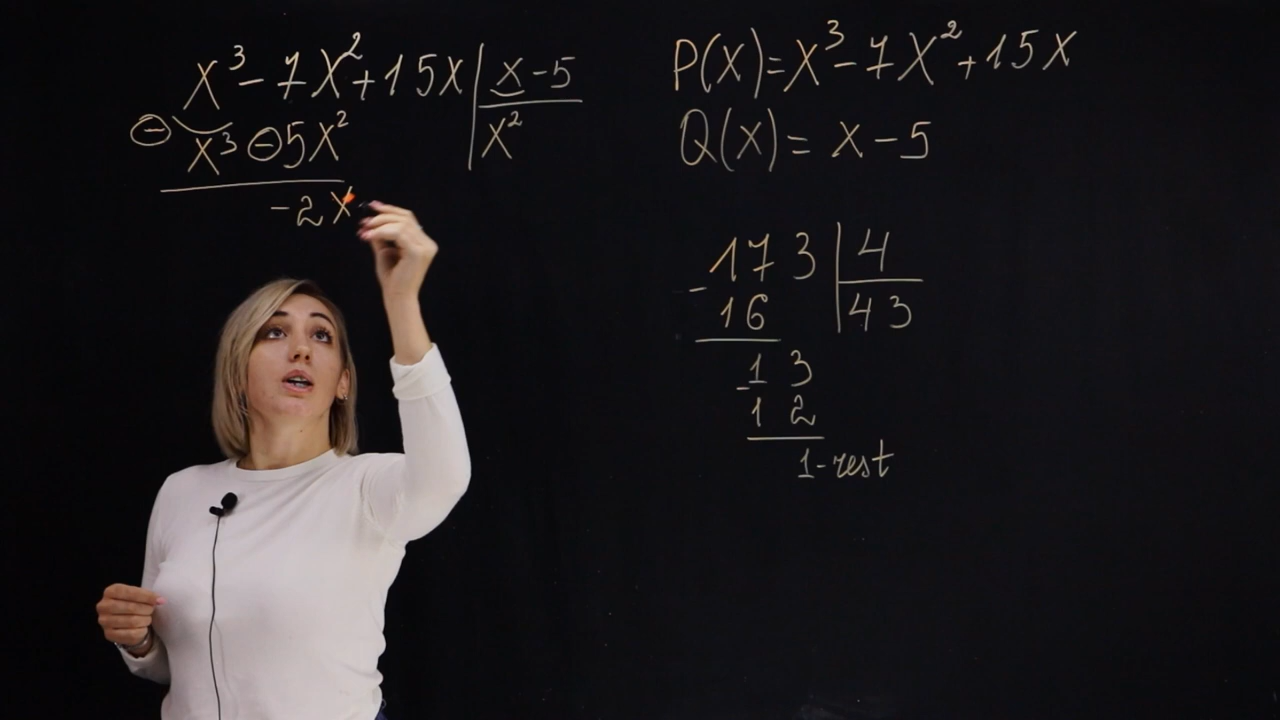 x³ - 7x² + 15x | x - 5
⊖ x³ ⊖ 5x² | x²
-2x
P(x) = x³ - 7x² + 15x
Q(x) = x - 5
- 173 | 4
16 | 43
- 13
12
1 - rest